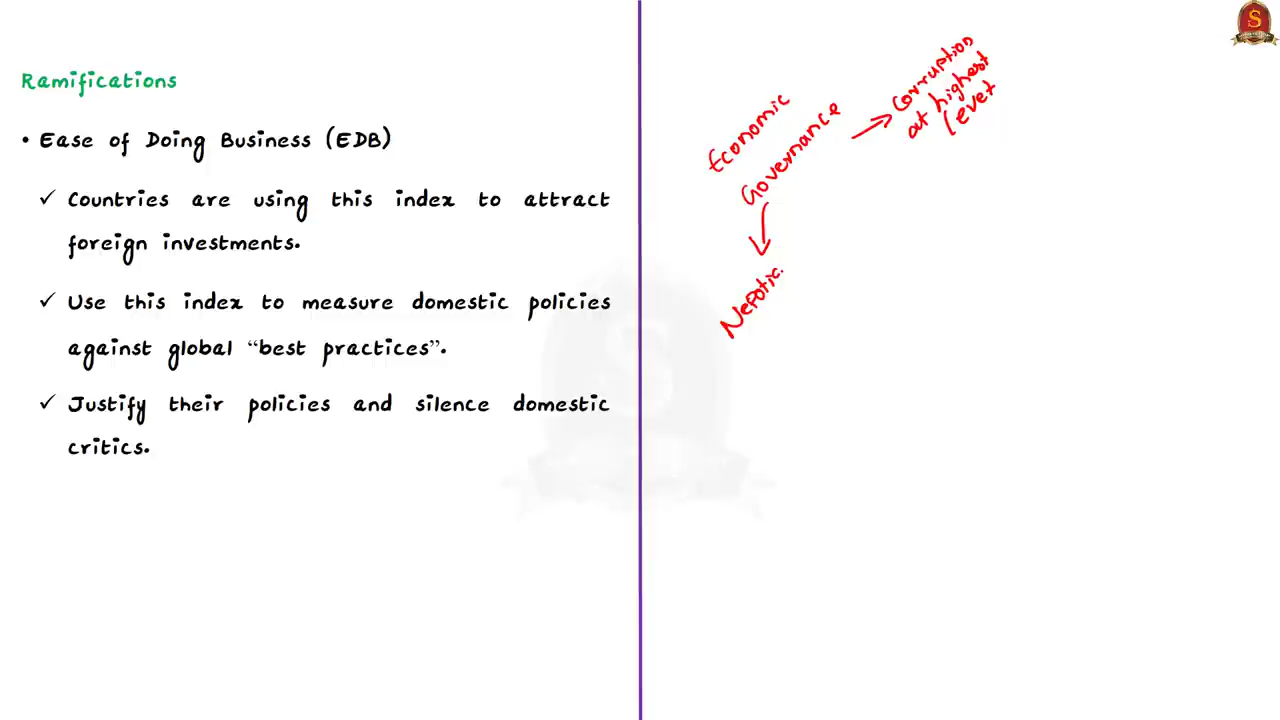 Ramifications
• Ease of Doing Business (EDB)
✓ Countries are using this index to attract
foreign investments.
✓ Use this index to measure domestic policies
against global “best practices”.
✓ Justify their policies and silence domestic
critics.
Economic
Governance
→ Corruption
at highest
level
Nepotic.
S